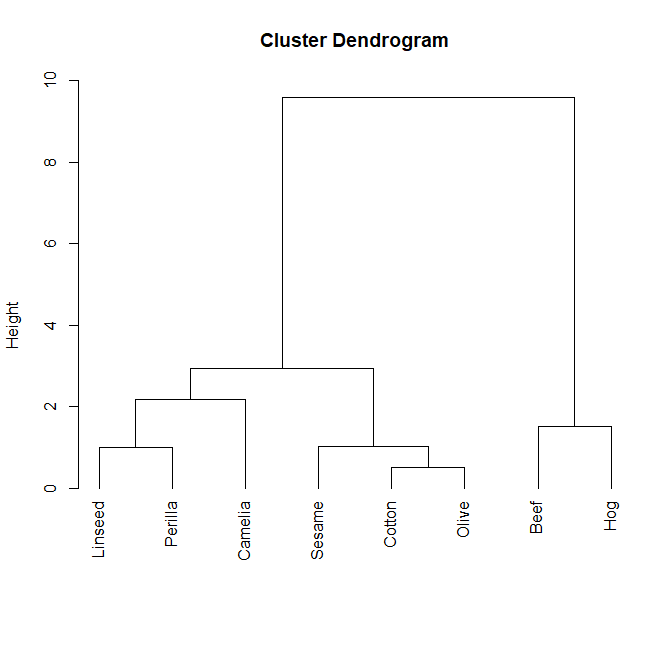 Cluster Dendrogram
Height
10
8
6
4
2
0
Linseed
Perilla
Camelia
Sesame
Cotton
Olive
Beef
Hog